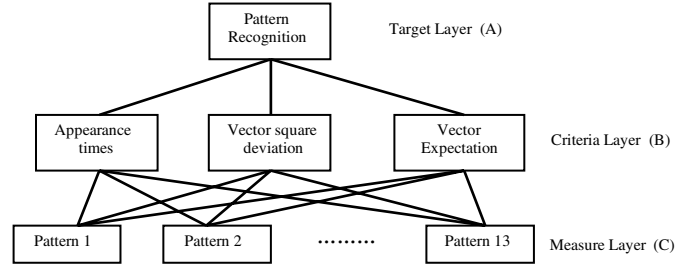 Pattern
Recognition
Target Layer (A)
Appearance
times
Vector square
deviation
Vector
Expectation
Criteria Layer (B)
Pattern 1
Pattern 2
………
Pattern 13
Measure Layer (C)